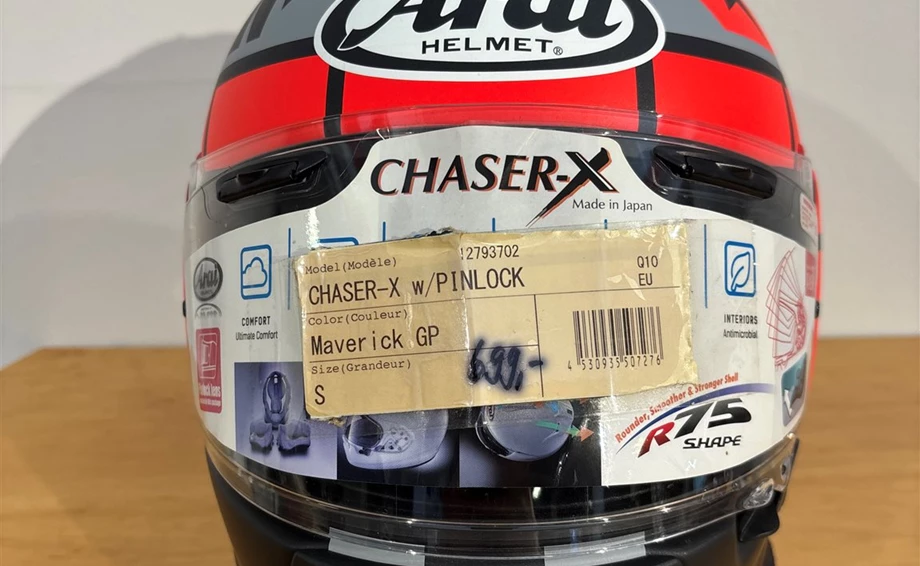 Arai
HELMET®
CHASER-X
Made in Japan
Model(Modèle)
12793702
CHASER-X w/PINLOCK
Q10
EU
Color(Couleur)
Maverick GP
Size(Grandeur)
S
699,-
4 530935 507276
Arai
COMFORT
Ultimate Comfort
INTERIORS
Antimicrobial
Rounder, Smoother & Stronger Shell
R75
SHAPE